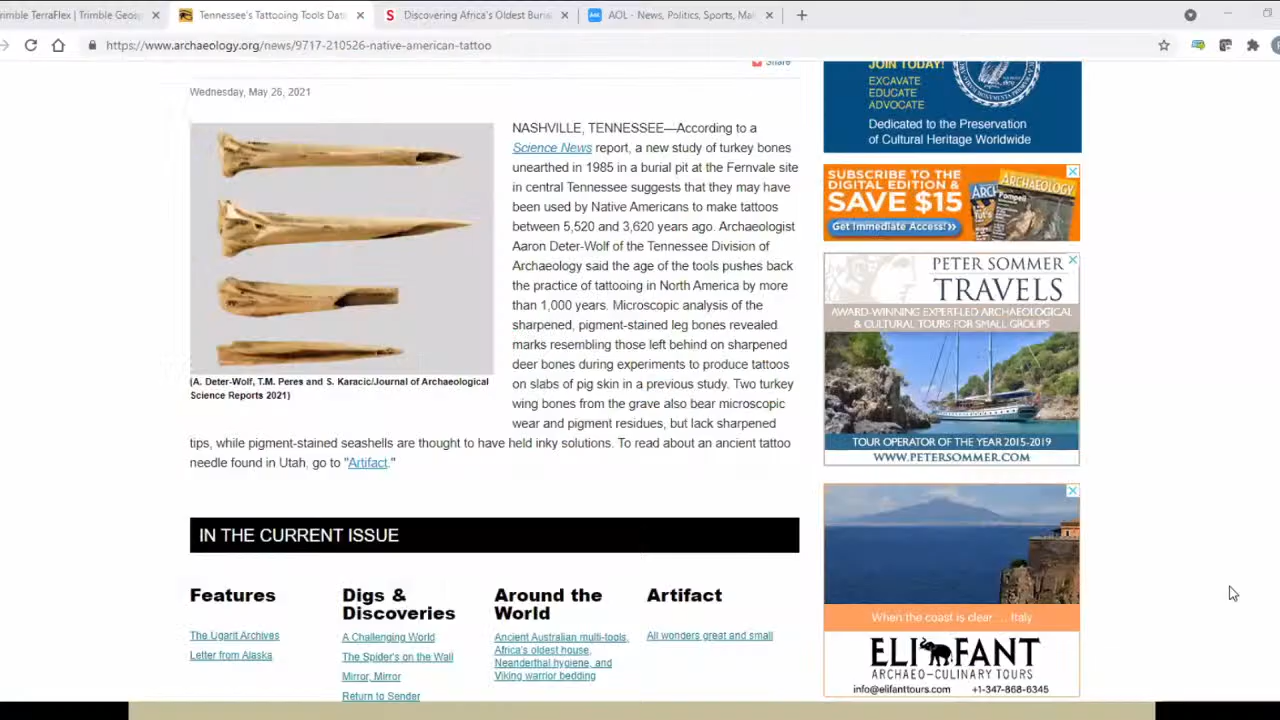 rimble TerraFlex | Trimble Geosp
Tennessee's Tattooing Tools Date
Discovering Africa's Oldest Burial
AOL - News, Politics, Sports, Mai
https://www.archaeology.org/news/9717-210526-native-american-tattoo
Share
Wednesday, May 26, 2021
NASHVILLE, TENNESSEE—According to a
Science News report, a new study of turkey bones
unearthed in 1985 in a burial pit at the Fernvale site
in central Tennessee suggests that they may have
been used by Native Americans to make tattoos
between 5,520 and 3,620 years ago. Archaeologist
Aaron Deter-Wolf of the Tennessee Division of
Archaeology said the age of the tools pushes back
the practice of tattooing in North America by more
than 1,000 years. Microscopic analysis of the
sharpened, pigment-stained leg bones revealed
marks resembling those left behind on sharpened
deer bones during experiments to produce tattoos
on slabs of pig skin in a previous study. Two turkey
wing bones from the grave also bear microscopic
wear and pigment residues, but lack sharpened
tips, while pigment-stained seashells are thought to have held inky solutions. To read about an ancient tattoo
needle found in Utah, go to "Artifact."
(A. Deter-Wolf, T.M. Peres and S. Karacic/Journal of Archaeological
Science Reports 2021)
IN THE CURRENT ISSUE
Features
The Ugarit Archives
Letter from Alaska
Digs &
Discoveries
A Challenging World
The Spider's on the Wall
Mirror, Mirror
Return to Sender
Around the
World
Ancient Australian multi-tools,
Africa's oldest house,
Neanderthal hygiene, and
Viking warrior bedding
Artifact
All wonders great and small
JOIN TODAY!
EXCAVATE
EDUCATE
ADVOCATE
Dedicated to the Preservation
of Cultural Heritage Worldwide
SUBSCRIBE TO THE
DIGITAL EDITION &
SAVE $15
Get Immediate Access!>>
ARCHAEOLOGY
Pompeii
PETER SOMMER
TRAVELS
AWARD-WINNING EXPERT-LED ARCHAEOLOGICAL
& CULTURAL TOURS FOR SMALL GROUPS
TOUR OPERATOR OF THE YEAR 2015-2019
WWW.PETERSOMMER.COM
When the coast is clear.... Italy
ELIFANT
ARCHAEO-CULINARY TOURS
info@elifanttours.com +1-347-868-6345